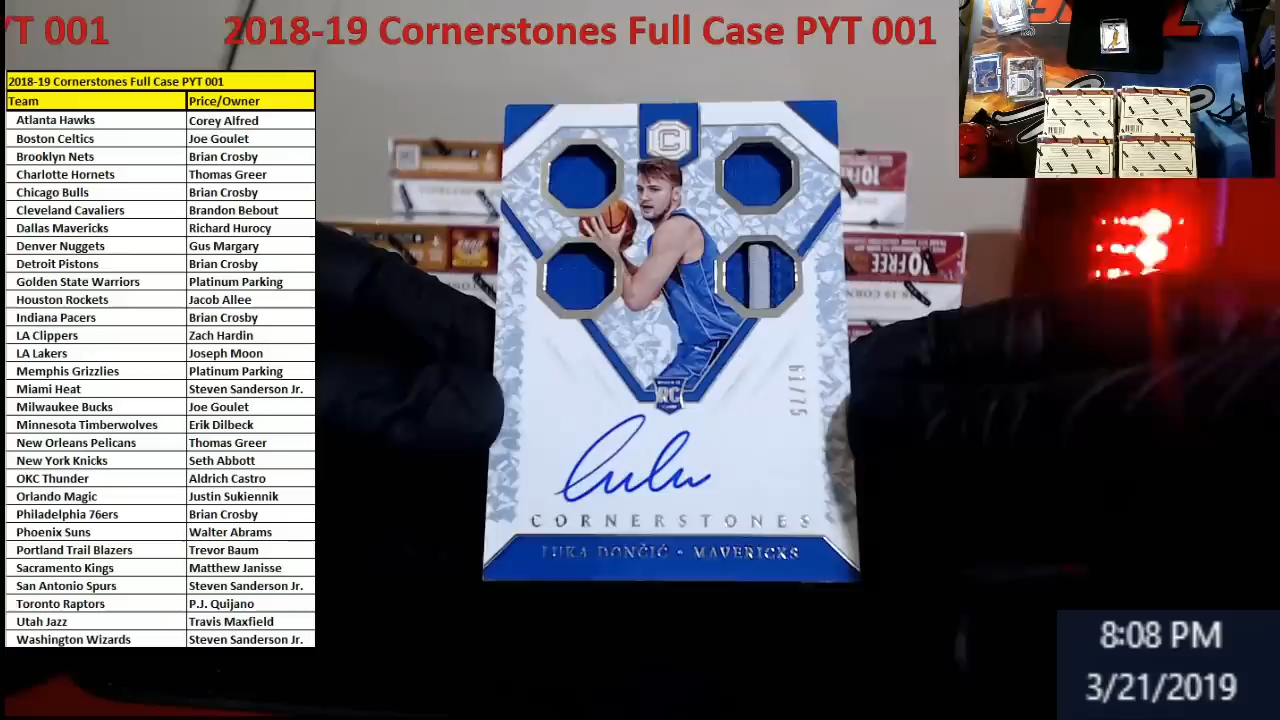 YT 001 2018-19 Cornerstones Full Case PYT 001
2018-19 Cornerstones Full Case PYT 001
Team Price/Owner
Atlanta Hawks Corey Alfred
Boston Celtics Joe Goulet
Brooklyn Nets Brian Crosby
Charlotte Hornets Thomas Greer
Chicago Bulls Brian Crosby
Cleveland Cavaliers Brandon Bebout
Dallas Mavericks Richard Hurocy
Denver Nuggets Gus Margary
Detroit Pistons Brian Crosby
Golden State Warriors Platinum Parking
Houston Rockets Jacob Allee
Indiana Pacers Brian Crosby
LA Clippers Zach Hardin
LA Lakers Joseph Moon
Memphis Grizzlies Platinum Parking
Miami Heat Steven Sanderson Jr.
Milwaukee Bucks Joe Goulet
Minnesota Timberwolves Erik Dilbeck
New Orleans Pelicans Thomas Greer
New York Knicks Seth Abbott
OKC Thunder Aldrich Castro
Orlando Magic Justin Sukiennik
Philadelphia 76ers Brian Crosby
Phoenix Suns Walter Abrams
Portland Trail Blazers Trevor Baum
Sacramento Kings Matthew Janisse
San Antonio Spurs Steven Sanderson Jr.
Toronto Raptors P.J. Quijano
Utah Jazz Travis Maxfield
Washington Wizards Steven Sanderson Jr.
C
RC
61/75
CORNERSTONES
LUKA DONČIĆ • MAVERICKS
10 FREE
8:08 PM
3/21/2019